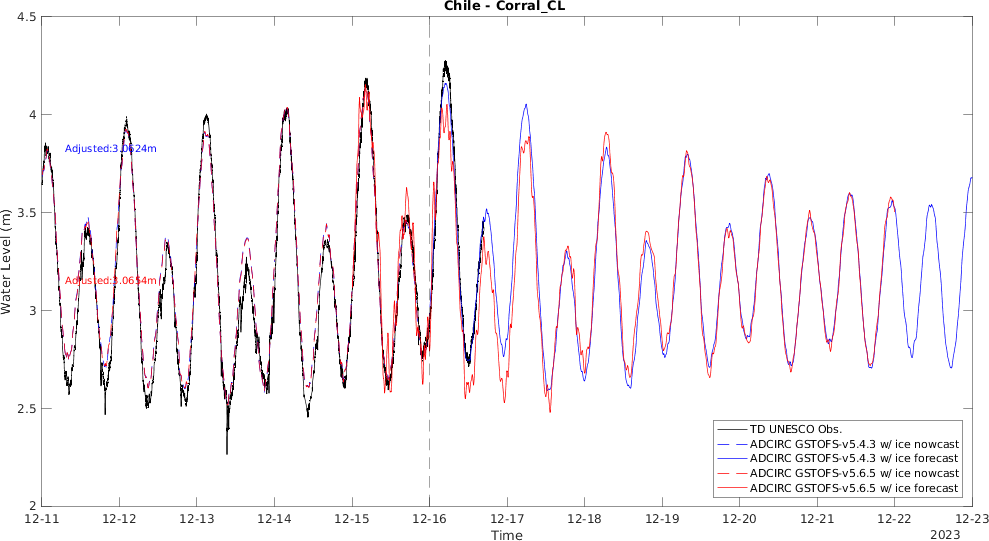 Chile - Corral_CL
4.5
4
3.5
3
2.5
2
Water Level (m)
Adjusted:3.0624m
Adjusted:3.0654m
TD UNESCO Obs.
ADCIRC GSTOFS-v5.4.3 w/ ice nowcast
ADCIRC GSTOFS-v5.4.3 w/ ice forecast
ADCIRC GSTOFS-v5.6.5 w/ ice nowcast
ADCIRC GSTOFS-v5.6.5 w/ ice forecast
12-11 12-12 12-13 12-14 12-15 12-16 12-17 12-18 12-19 12-20 12-21 12-22 12-23
Time
2023